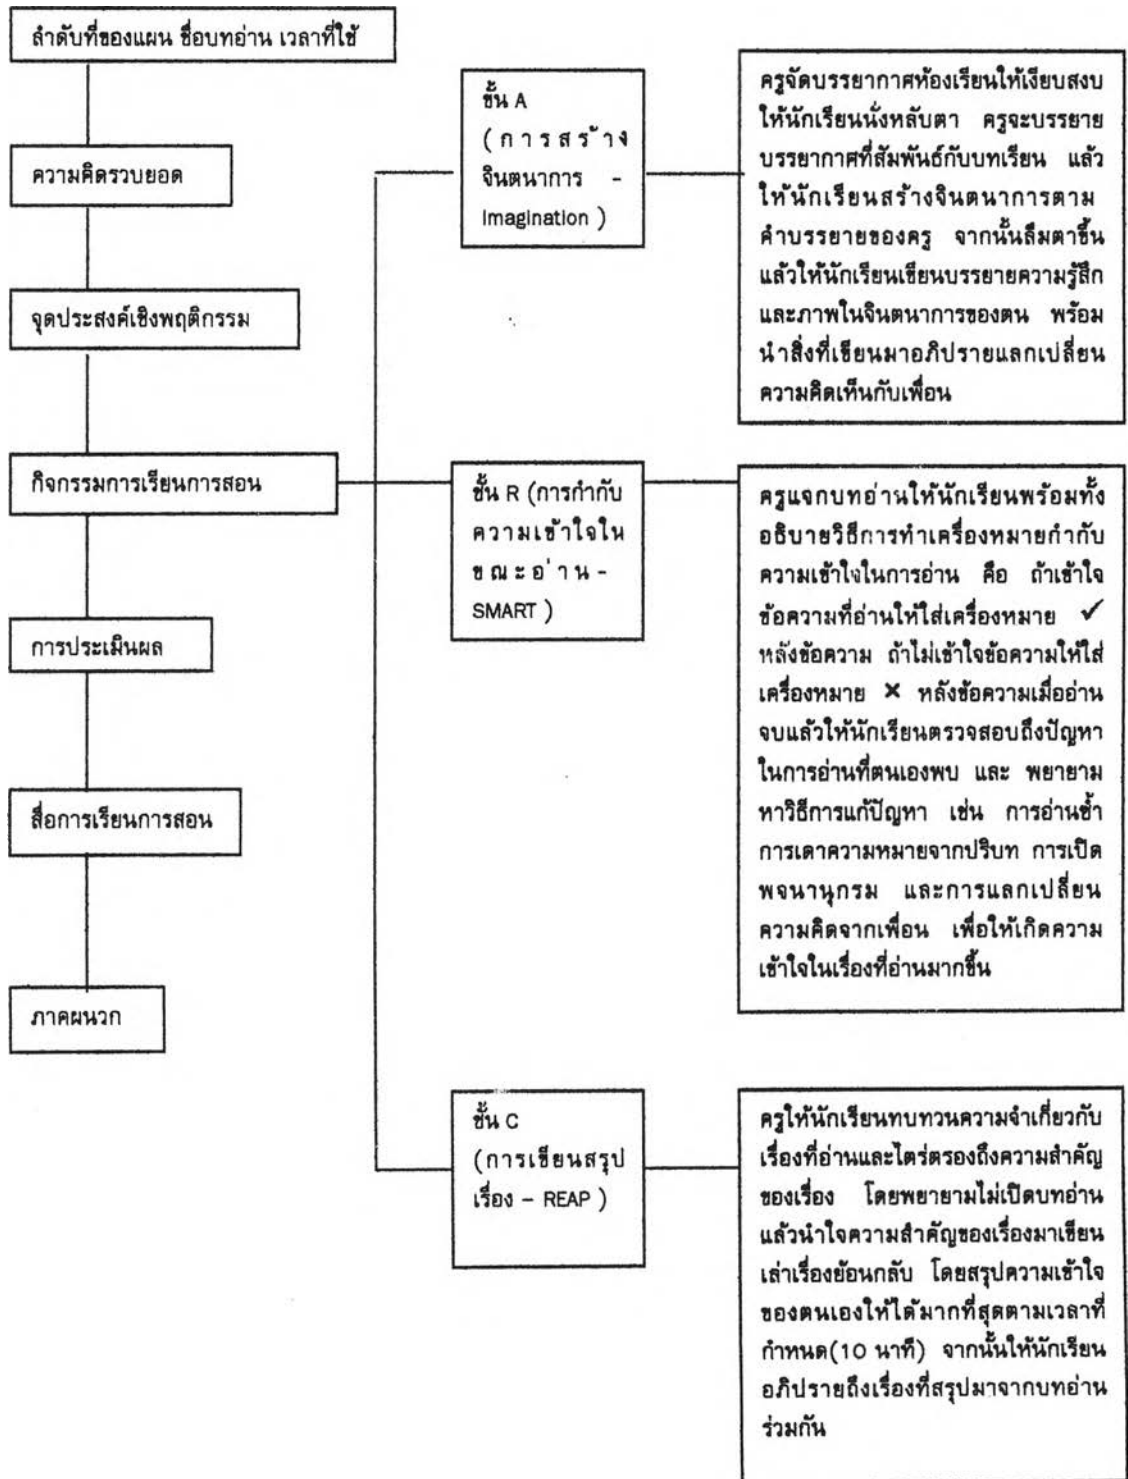 ลำดับที่ของแผน ชื่อบทอ่าน เวลาที่ใช้
ความคิดรวบยอด
จุดประสงค์เชิงพฤติกรรม
กิจกรรมการเรียนการสอน
การประเมินผล
สื่อการเรียนการสอน
ภาคผนวก
ขั้น A
(การสร้าง
จินตนาการ -
Imagination )
ครูจัดบรรยากาศห้องเรียนให้เงียบสงบ
ให้นักเรียนนั่งหลับตา ครูจะบรรยาย
บรรยากาศที่สัมพันธ์กับบทเรียน แล้ว
ให้นักเรียนสร้างจินตนาการตาม
คำบรรยายของครู จากนั้นลืมตาขึ้น
แล้วให้นักเรียนเขียนบรรยายความรู้สึก
และภาพในจินตนาการของตน พร้อม
นำสิ่งที่เขียนมาอภิปรายแลกเปลี่ยน
ความคิดเห็นกับเพื่อน
ขั้น R (การกำกับ
ความเข้าใจใน
ขณะอ่าน -
SMART )
ครูแจกบทอ่านให้นักเรียนพร้อมทั้ง
อธิบายวิธีการทำเครื่องหมายกำกับ
ความเข้าใจในการอ่าน คือ ถ้าเข้าใจ
ข้อความที่อ่านให้ใส่เครื่องหมาย ✓
หลังข้อความ ถ้าไม่เข้าใจข้อความให้ใส่
เครื่องหมาย × หลังข้อความเมื่ออ่าน
จบแล้วให้นักเรียนตรวจสอบถึงปัญหา
ในการอ่านที่ตนเองพบ และ พยายาม
หาวิธีการแก้ปัญหา เช่น การอ่านซ้ำ
การเดาความหมายจากปริบท การเปิด
พจนานุกรม และการแลกเปลี่ยน
ความคิดจากเพื่อน เพื่อให้เกิดความ
เข้าใจในเรื่องที่อ่านมากขึ้น
ขั้น C
(การเขียนสรุป
เรื่อง – REAP )
ครูให้นักเรียนทบทวนความจำเกี่ยวกับ
เรื่องที่อ่านและไตร่ตรองถึงความสำคัญ
ของเรื่อง โดยพยายามไม่เปิดบทอ่าน
แล้วนำใจความสำคัญของเรื่องมาเขียน
เล่าเรื่องย้อนกลับ โดยสรุปความเข้าใจ
ของตนเองให้ได้มากที่สุดตามเวลาที่
กำหนด(10 นาที) จากนั้นให้นักเรียน
อภิปรายถึงเรื่องที่สรุปมาจากบทอ่าน
ร่วมกัน